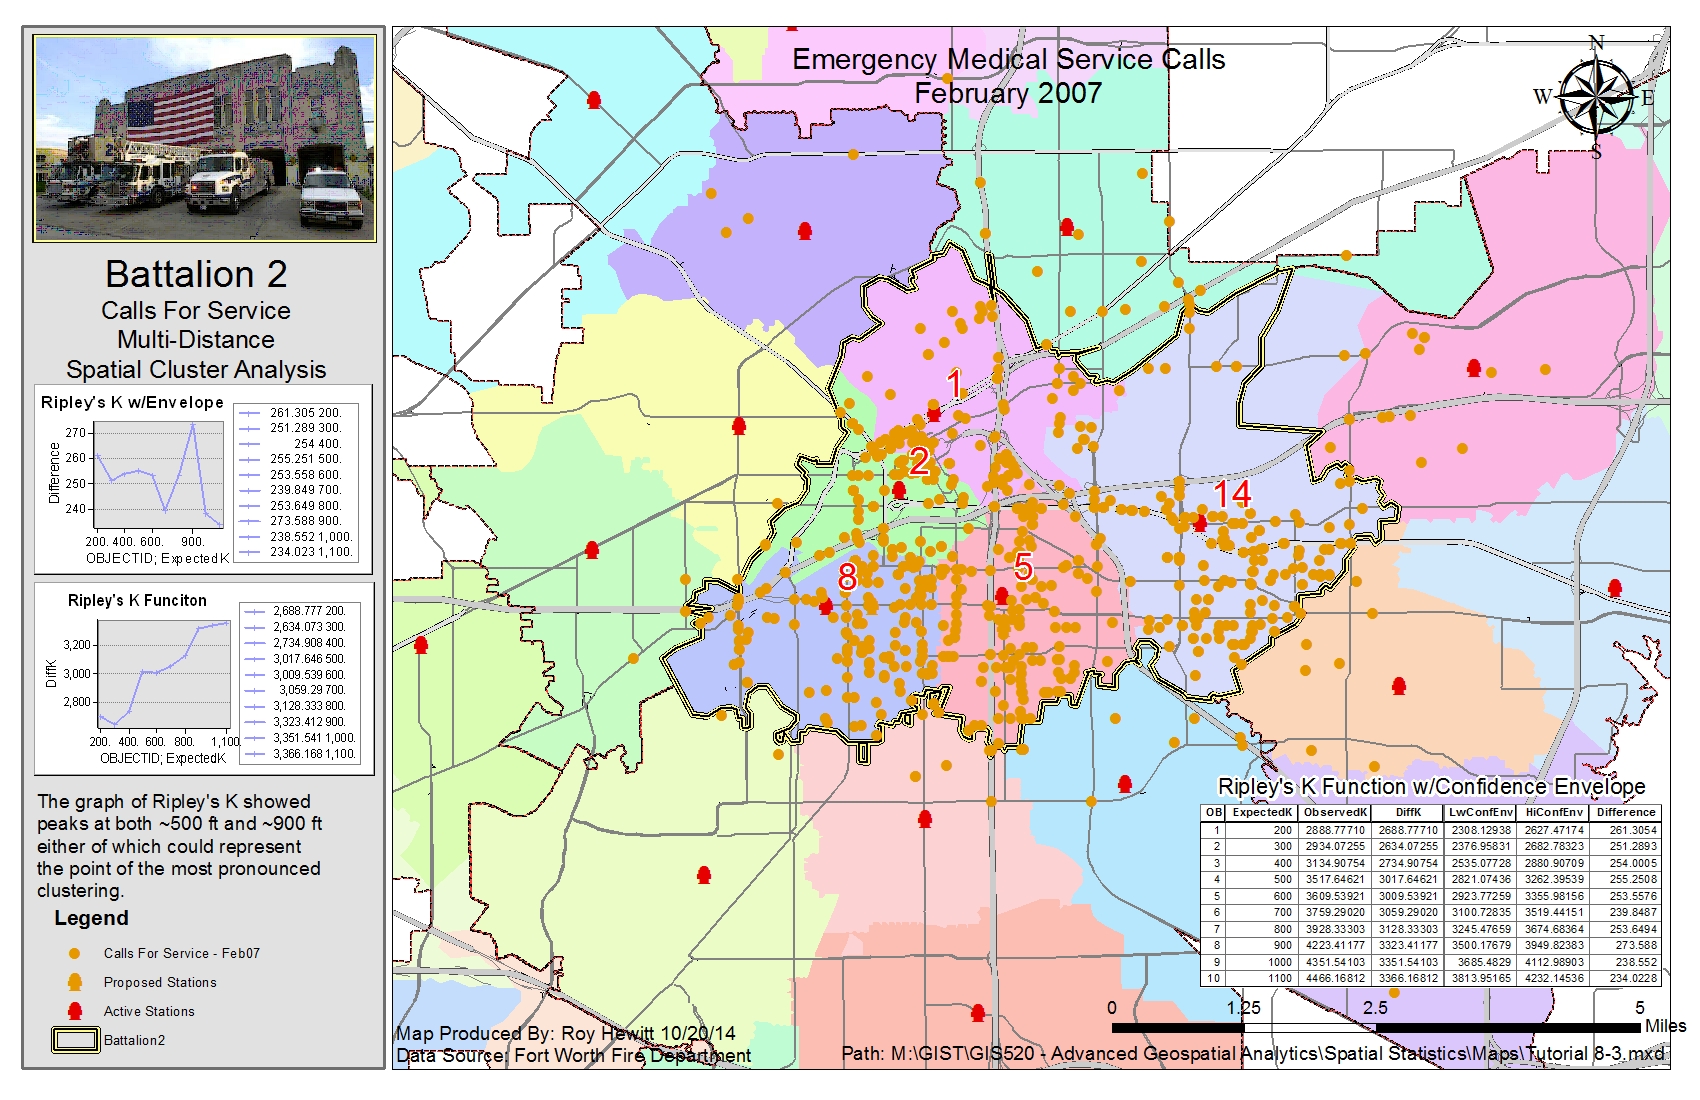 Battalion 2
Calls For Service
Multi-Distance
Spatial Cluster Analysis
Ripley's K w/Envelope
270
260
250
240
Difference
200. 400. 600. 900.
OBJECTID; Expected K
261.305 200.
251.289 300.
254 400.
255.251 500.
253.558 600.
239.849 700.
253.649 800.
273.588 900.
238.552 1,000.
234.023 1,100.
Ripley's K Funciton
3,200
3,000
2,800
DiffK
200. 400. 600. 800. 1,100.
OBJECTID; ExpectedK
2,688.777 200.
2,634.073 300.
2,734.908 400.
3,017.646 500.
3,009.539 600.
3,059.29 700.
3,128.333 800.
3,323.412 900.
3,351.541 1,000.
3,366.168 1,100.
The graph of Ripley's K showed
peaks at both ~500 ft and ~900 ft
either of which could represent
the point of the most pronounced
clustering.
Legend
Calls For Service - Feb07
Proposed Stations
Active Stations
Battalion2
Emergency Medical Service Calls
February 2007
N
W E
S
1
2
14
5
8
Ripley's K Function w/Confidence Envelope
OB ExpectedK ObservedK DiffK LwConfEnv HiConfEnv Difference
1 200 2888.77710 2688.77710 2308.12938 2627.47174 261.3054
2 300 2934.07255 2634.07255 2376.95831 2682.78323 251.2893
3 400 3134.90754 2734.90754 2535.07728 2880.90709 254.0005
4 500 3517.64621 3017.64621 2821.07436 3262.39539 255.2508
5 600 3609.53921 3009.53921 2923.77259 3355.98156 253.5576
6 700 3759.29020 3059.29020 3100.72835 3519.44151 239.8487
7 800 3928.33303 3128.33303 3245.47659 3674.68364 253.6494
8 900 4223.41177 3323.41177 3500.17679 3949.82383 273.588
9 1000 4351.54103 3351.54103 3685.4829 4112.98903 238.552
10 1100 4466.16812 3366.16812 3813.95165 4232.14536 234.0228
0 1.25 2.5 5
Miles
Map Produced By: Roy Hewitt 10/20/14
Data Source: Fort Worth Fire Department
Path: M:\GIST\GIS520 - Advanced Geospatial Analytics\Spatial Statistics\Maps\Tutorial 8-3.mxd